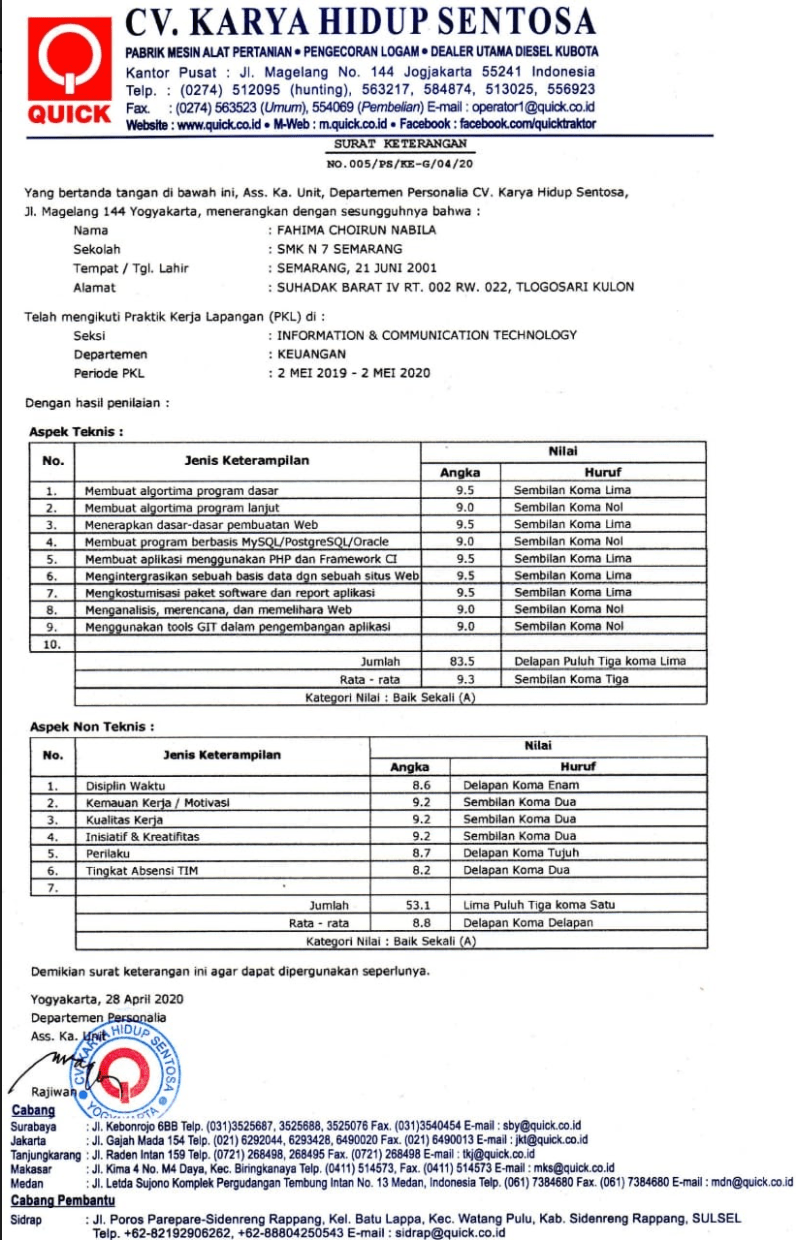 QUICK
CV. KARYA HIDUP SENTOSA
PABRIK MESIN ALAT PERTANIAN • PENGECORAN LOGAM • DEALER UTAMA DIESEL KUBOTA
Kantor Pusat : Jl. Magelang No. 144 Jogjakarta 55241 Indonesia
Telp. : (0274) 512095 (hunting), 563217, 584874, 513025, 556923
Fax. : (0274) 563523 (Umum), 554069 (Pembelian) E-mail : operator1@quick.co.id
Website : www.quick.co.id • M-Web : m.quick.co.id • Facebook : facebook.com/quicktraktor
SURAT KETERANGAN
NO.005/PS/KE-G/04/20
Yang bertanda tangan di bawah ini, Ass. Ka. Unit, Departemen Personalia CV. Karya Hidup Sentosa,
Jl. Magelang 144 Yogyakarta, menerangkan dengan sesungguhnya bahwa :
Nama : FAHIMA CHOIRUN NABILA
Sekolah : SMK N 7 SEMARANG
Tempat / Tgl. Lahir : SEMARANG, 21 JUNI 2001
Alamat : SUHADAK BARAT IV RT. 002 RW. 022, TLOGOSARI KULON
Telah mengikuti Praktik Kerja Lapangan (PKL) di :
Seksi : INFORMATION & COMMUNICATION TECHNOLOGY
Departemen : KEUANGAN
Periode PKL : 2 MEI 2019 - 2 MEI 2020
Dengan hasil penilaian :
Aspek Teknis :
No. Jenis Keterampilan Nilai
Angka Huruf
1. Membuat algortima program dasar 9.5 Sembilan Koma Lima
2. Membuat algortima program lanjut 9.0 Sembilan Koma Nol
3. Menerapkan dasar-dasar pembuatan Web 9.5 Sembilan Koma Lima
4. Membuat program berbasis MySQL/PostgreSQL/Oracle 9.0 Sembilan Koma Nol
5. Membuat aplikasi menggunakan PHP dan Framework CI 9.5 Sembilan Koma Lima
6. Mengintergrasikan sebuah basis data dgn sebuah situs Web 9.5 Sembilan Koma Lima
7. Mengkostumisasi paket software dan report aplikasi 9.5 Sembilan Koma Lima
8. Menganalisis, merencana, dan memelihara Web 9.0 Sembilan Koma Nol
9. Menggunakan tools GIT dalam pengembangan aplikasi 9.0 Sembilan Koma Nol
10.
Jumlah 83.5 Delapan Puluh Tiga koma Lima
Rata - rata 9.3 Sembilan Koma Tiga
Kategori Nilai : Baik Sekali (A)
Aspek Non Teknis :
No. Jenis Keterampilan Nilai
Angka Huruf
1. Disiplin Waktu 8.6 Delapan Koma Enam
2. Kemauan Kerja / Motivasi 9.2 Sembilan Koma Dua
3. Kualitas Kerja 9.2 Sembilan Koma Dua
4. Inisiatif & Kreatifitas 9.2 Sembilan Koma Dua
5. Perilaku 8.7 Delapan Koma Tujuh
6. Tingkat Absensi TIM 8.2 Delapan Koma Dua
7.
Jumlah 53.1 Lima Puluh Tiga koma Satu
Rata - rata 8.8 Delapan Koma Delapan
Kategori Nilai : Baik Sekali (A)
Demikian surat keterangan ini agar dapat dipergunakan seperlunya.
Yogyakarta, 28 April 2020
Departemen Personalia
Ass. Ka. Unit
CV KARYA HIDUP SENTOSA
YOGYAKARTA
Rajiwan
Cabang
Surabaya : Jl. Kebonrojo 6BB Telp. (031)3525687, 3525688, 3525076 Fax. (031)3540454 E-mail : sby@quick.co.id
Jakarta : Jl. Gajah Mada 154 Telp. (021) 6292044, 6293428, 6490020 Fax. (021) 6490013 E-mail : jkt@quick.co.id
Tanjungkarang : Jl. Raden Intan 159 Telp. (0721) 268498, 268495 Fax. (0721) 268498 E-mail : tkj@quick.co.id
Makasar : Jl. Kima 4 No. M4 Daya, Kec. Biringkanaya Telp. (0411) 514573, Fax. (0411) 514573 E-mail : mks@quick.co.id
Medan : Jl. Letda Sujono Komplek Pergudangan Tembung Intan No. 13 Medan, Indonesia Telp. (061) 7384680 Fax. (061) 7384680 E-mail : mdn@quick.co.id
Cabang Pembantu
Sidrap : Jl. Poros Parepare-Sidenreng Rappang, Kel. Batu Lappa, Kec. Watang Pulu, Kab. Sidenreng Rappang, SULSEL
Telp. +62-82192906262, +62-88804250543 E-mail : sidrap@quick.co.id